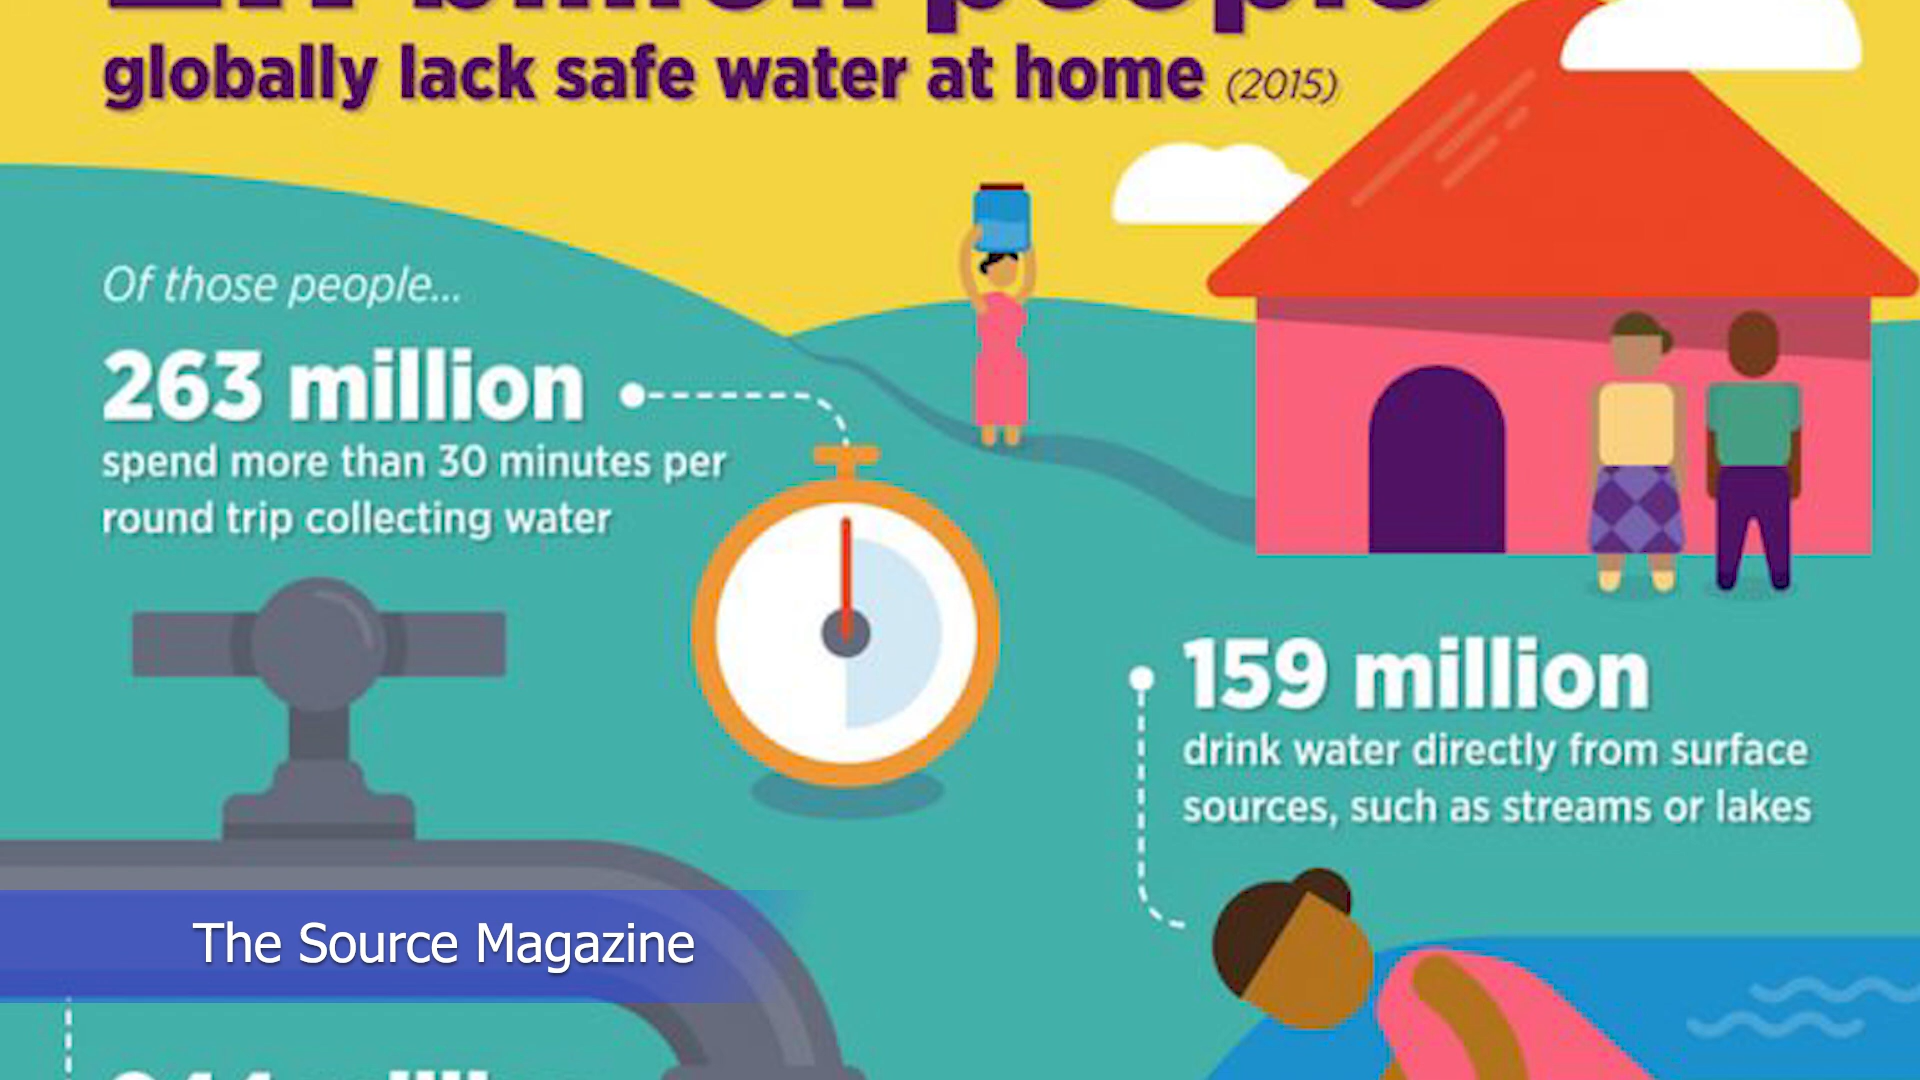 billion people
globally lack safe water at home (2015)
Of those people...
263 million
spend more than 30 minutes per
round trip collecting water
159 million
drink water directly from surface
sources, such as streams or lakes
The Source Magazine